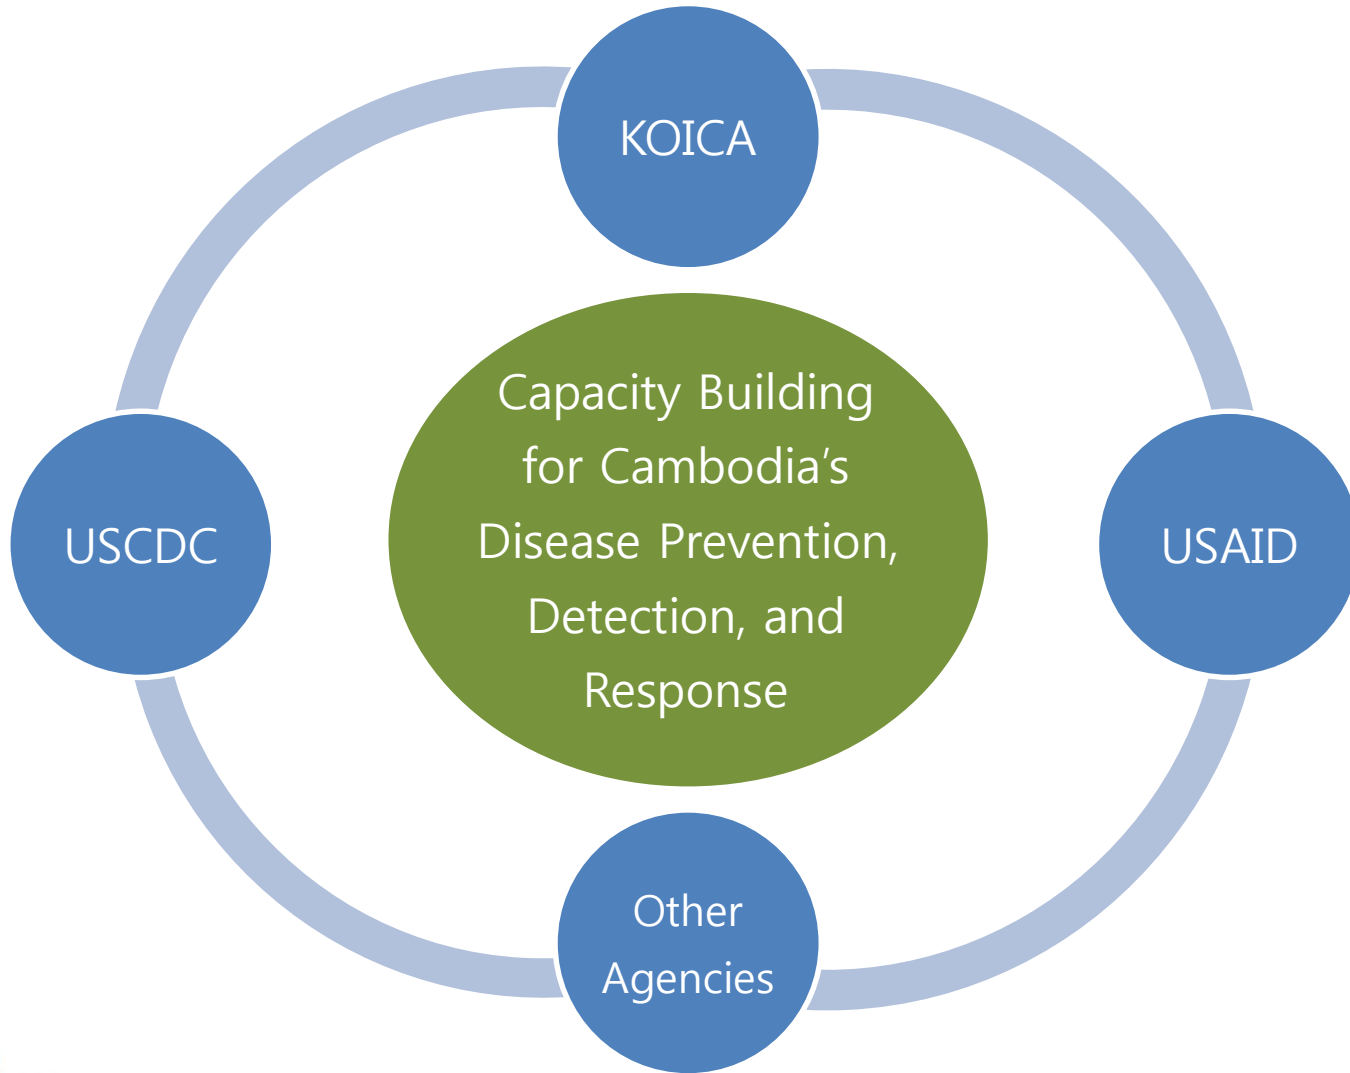 KOICA
Capacity Building
for Cambodia’s
Disease Prevention,
Detection, and
Response
USCDC
USAID
Other
Agencies